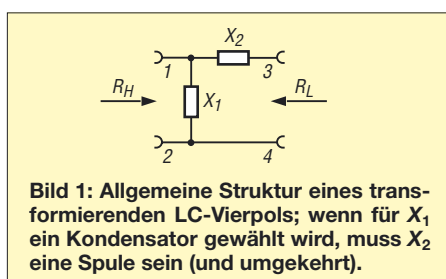 X2
1
3
RH
X1
RL
2
4
Bild 1: Allgemeine Struktur eines trans-
formierenden LC-Vierpols; wenn für X1
ein Kondensator gewählt wird, muss X2
eine Spule sein (und umgekehrt).